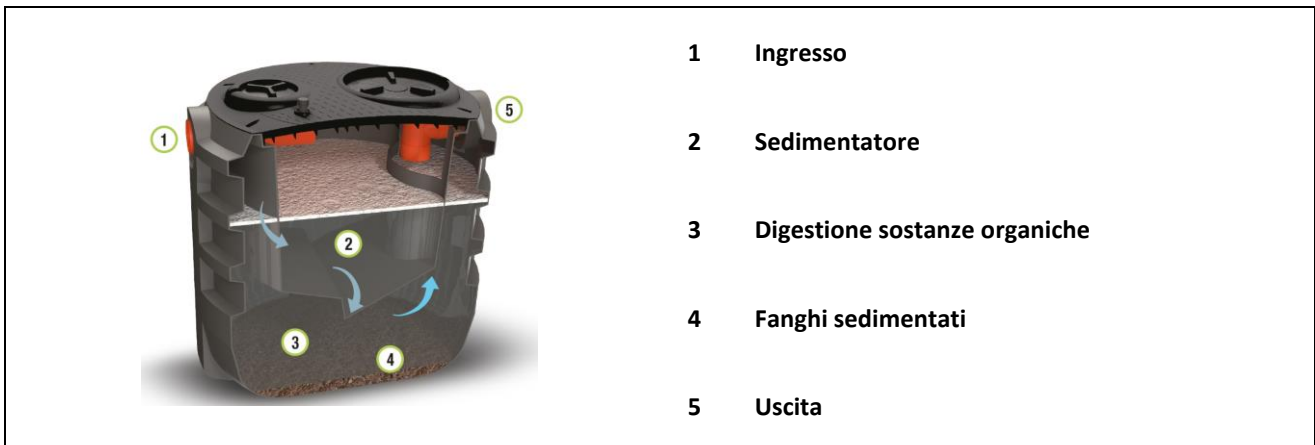 1 Ingresso
2 Sedimentatore
3 Digestione sostanze organiche
4 Fanghi sedimentati
5 Uscita
1
5
2
3
4